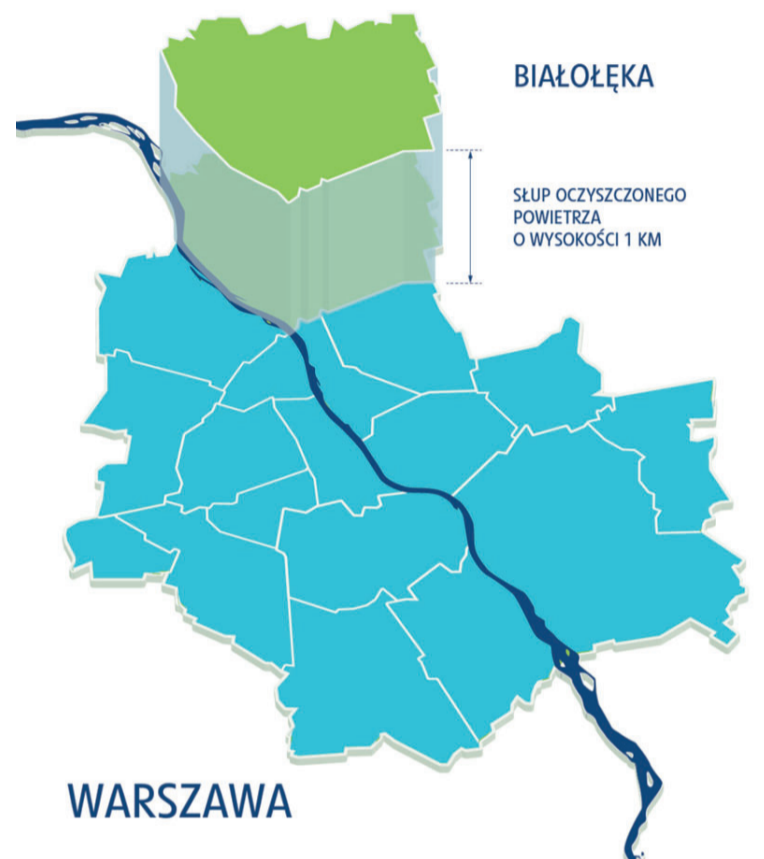 BIAŁOŁĘKA
SŁUP OCZYSZCZONEGO
POWIETRZA
O WYSOKOŚCI 1 KM
WARSZAWA